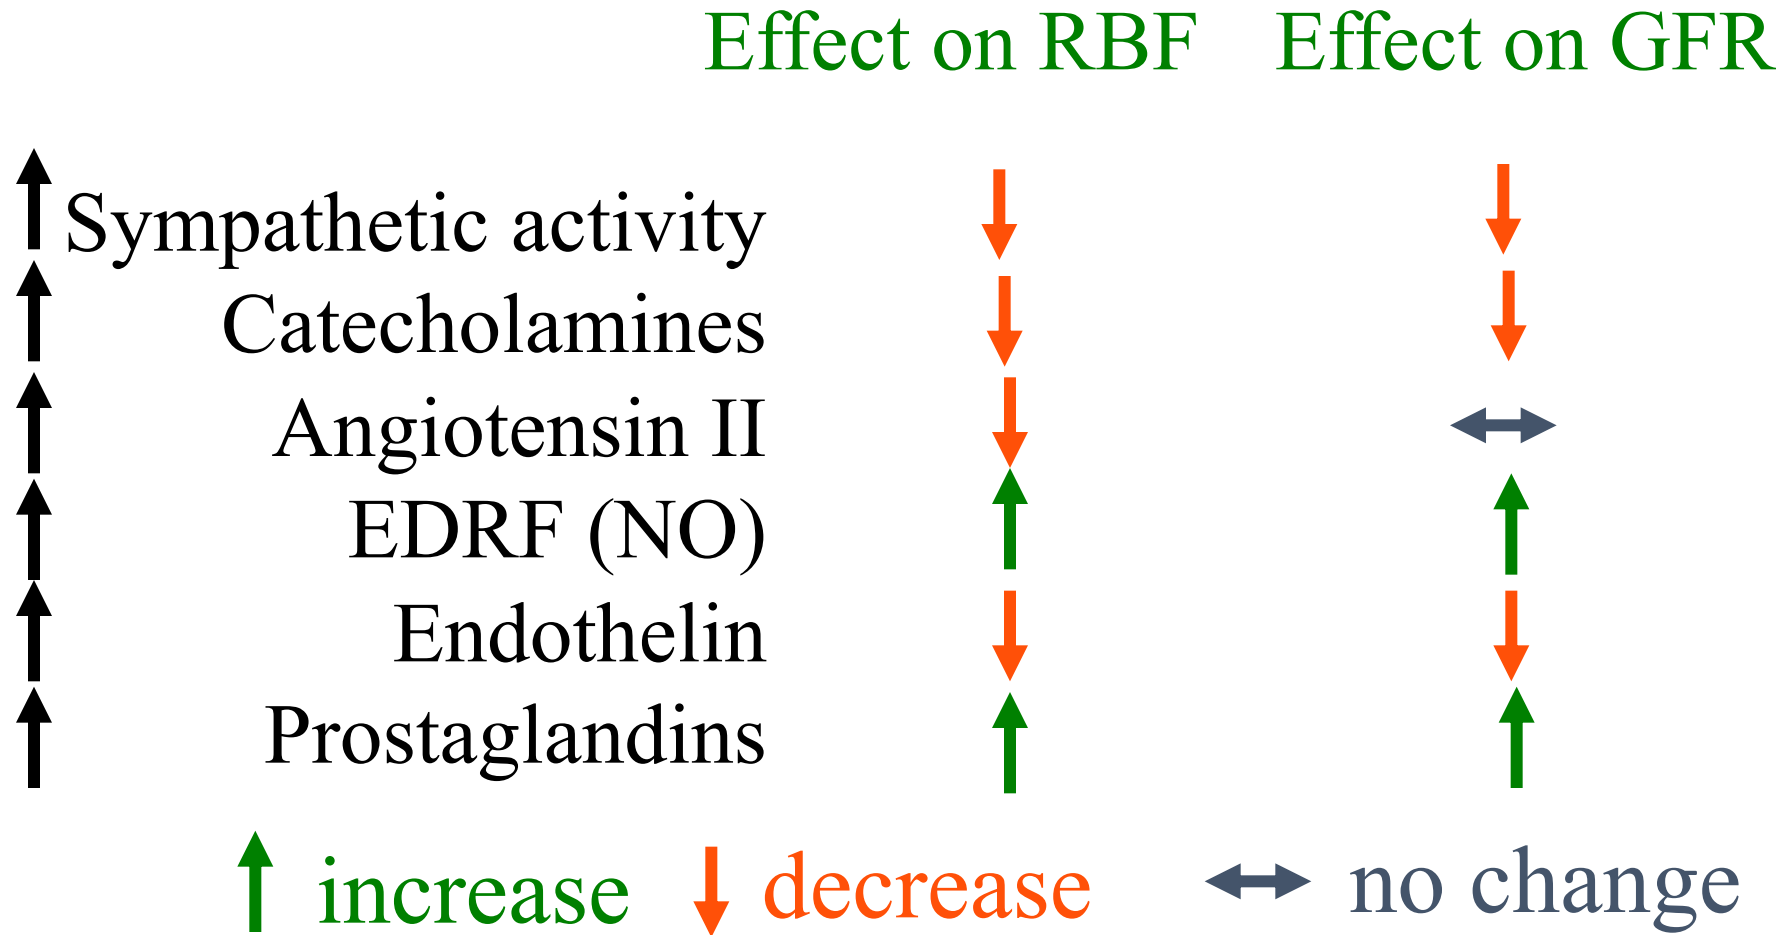 Effect on RBF Effect on GFR
Sympathetic activity
Catecholamines
Angiotensin II
EDRF (NO)
Endothelin
Prostaglandins
increase decrease no change